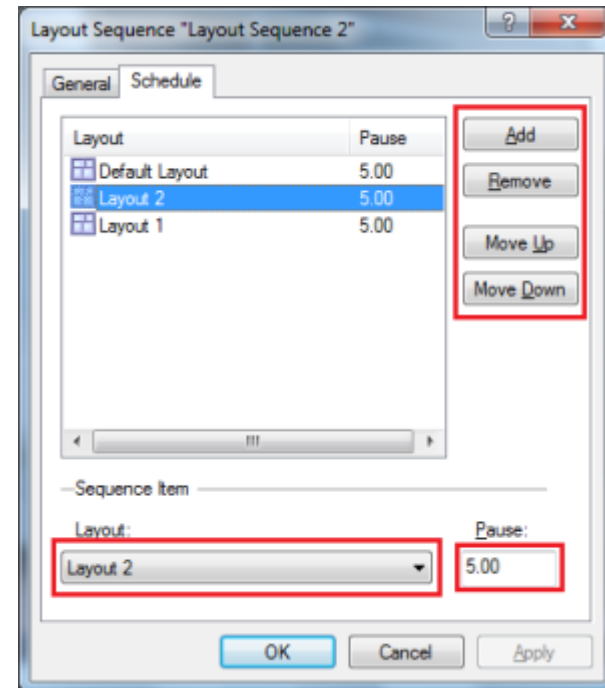 Layout Sequence "Layout Sequence 2"
General Schedule
Layout Pause
Default Layout 5.00
Layout 2 5.00
Layout 1 5.00
Add
Remove
Move Up
Move Down
Sequence Item
Layout:
Pause:
Layout 2
5.00
OK Cancel Apply